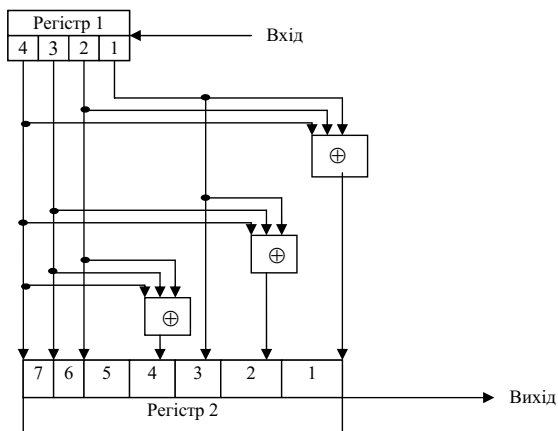 Регістр 1
4 3 2 1
Вхід
⊕
⊕
⊕
7 6 5 4 3 2 1
Регістр 2
Вихід